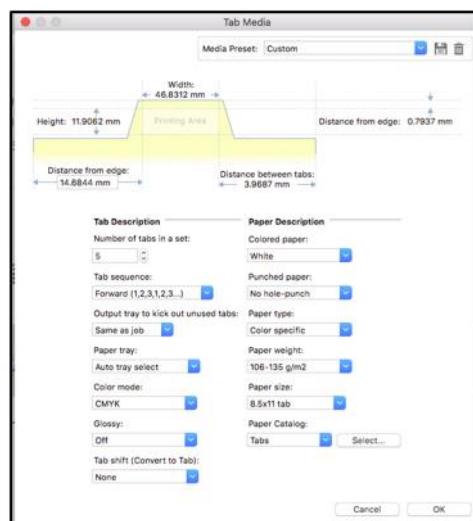 Tab Media
Media Preset: Custom
Width:
46.8312 mm
Height: 11.9062 mm
Printing Area
Distance from edge: 0.7937 mm
Distance from edge:
14.6844 mm
Distance between tabs:
3.9687 mm
Tab Description
Number of tabs in a set:
5
Tab sequence:
Forward (1,2,3,1,2,3...)
Output tray to kick out unused tabs:
Same as job
Paper tray:
Auto tray select
Color mode:
CMYK
Glossy:
Off
Tab shift (Convert to Tab):
None
Paper Description
Colored paper:
White
Punched paper:
No hole-punch
Paper type:
Color specific
Paper weight:
106-135 g/m2
Paper size:
8.5x11 tab
Paper Catalog:
Tabs Select...
Cancel OK